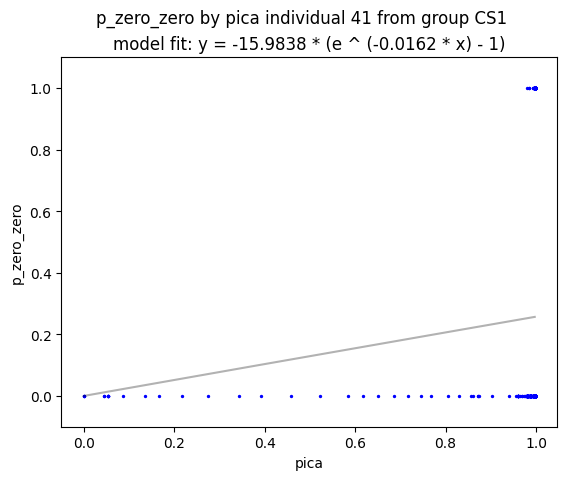 p_zero_zero by pica individual 41 from group CS1
model fit: y = -15.9838 * (e ^ (-0.0162 * x) - 1)
1.0
0.8
0.6
0.4
0.2
0.0
p_zero_zero
0.0 0.2 0.4 0.6 0.8 1.0
pica